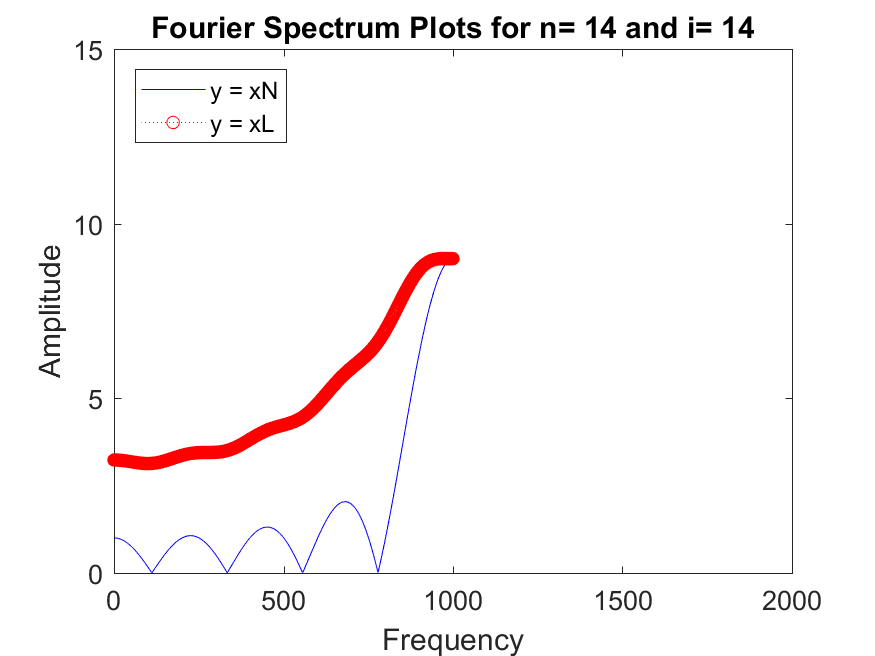 Fourier Spectrum Plots for n= 14 and i= 14
15
y = xN
y = xL
10
Amplitude
5
0
0 500 1000 1500 2000
Frequency